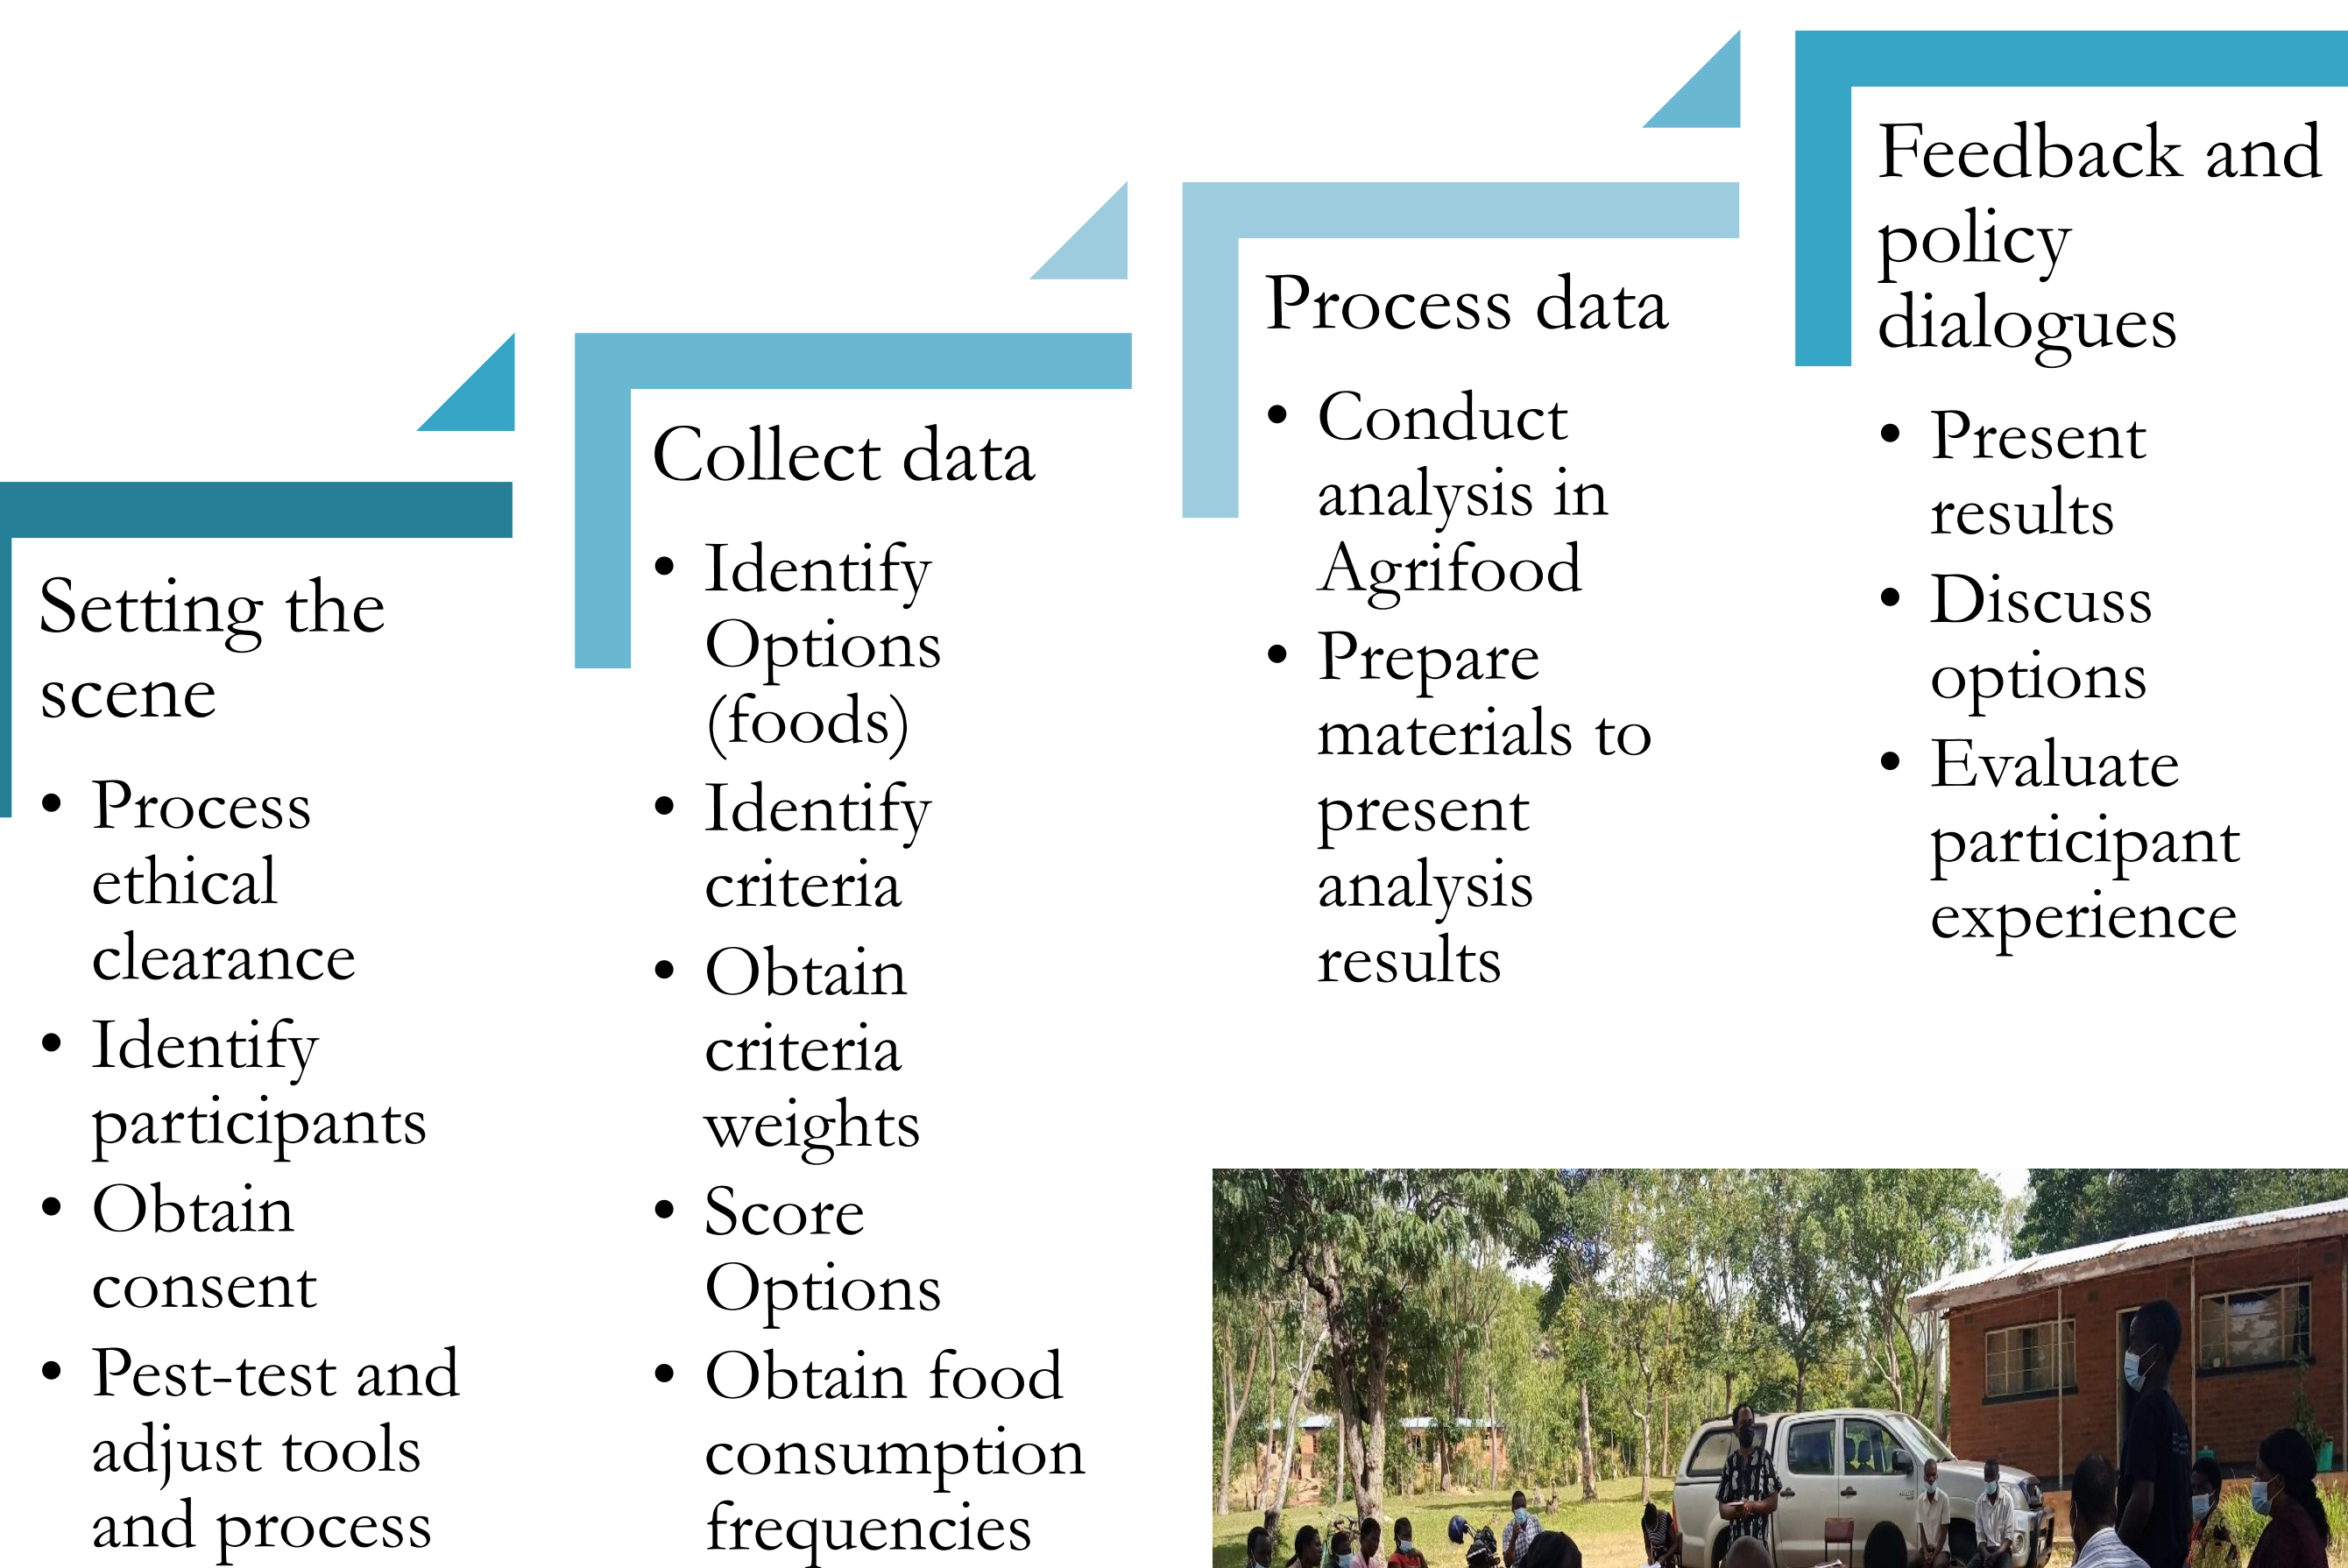 Setting the
scene
• Process
ethical
clearance
• Identify
participants
• Obtain
consent
• Pest-test and
adjust tools
and process
Collect data
• Identify
Options
(foods)
• Identify
criteria
• Obtain
criteria
weights
• Score
Options
• Obtain food
consumption
frequencies
Process data
• Conduct
analysis in
Agrifood
• Prepare
materials to
present
analysis
results
Feedback and
policy
dialogues
• Present
results
• Discuss
options
• Evaluate
participant
experience